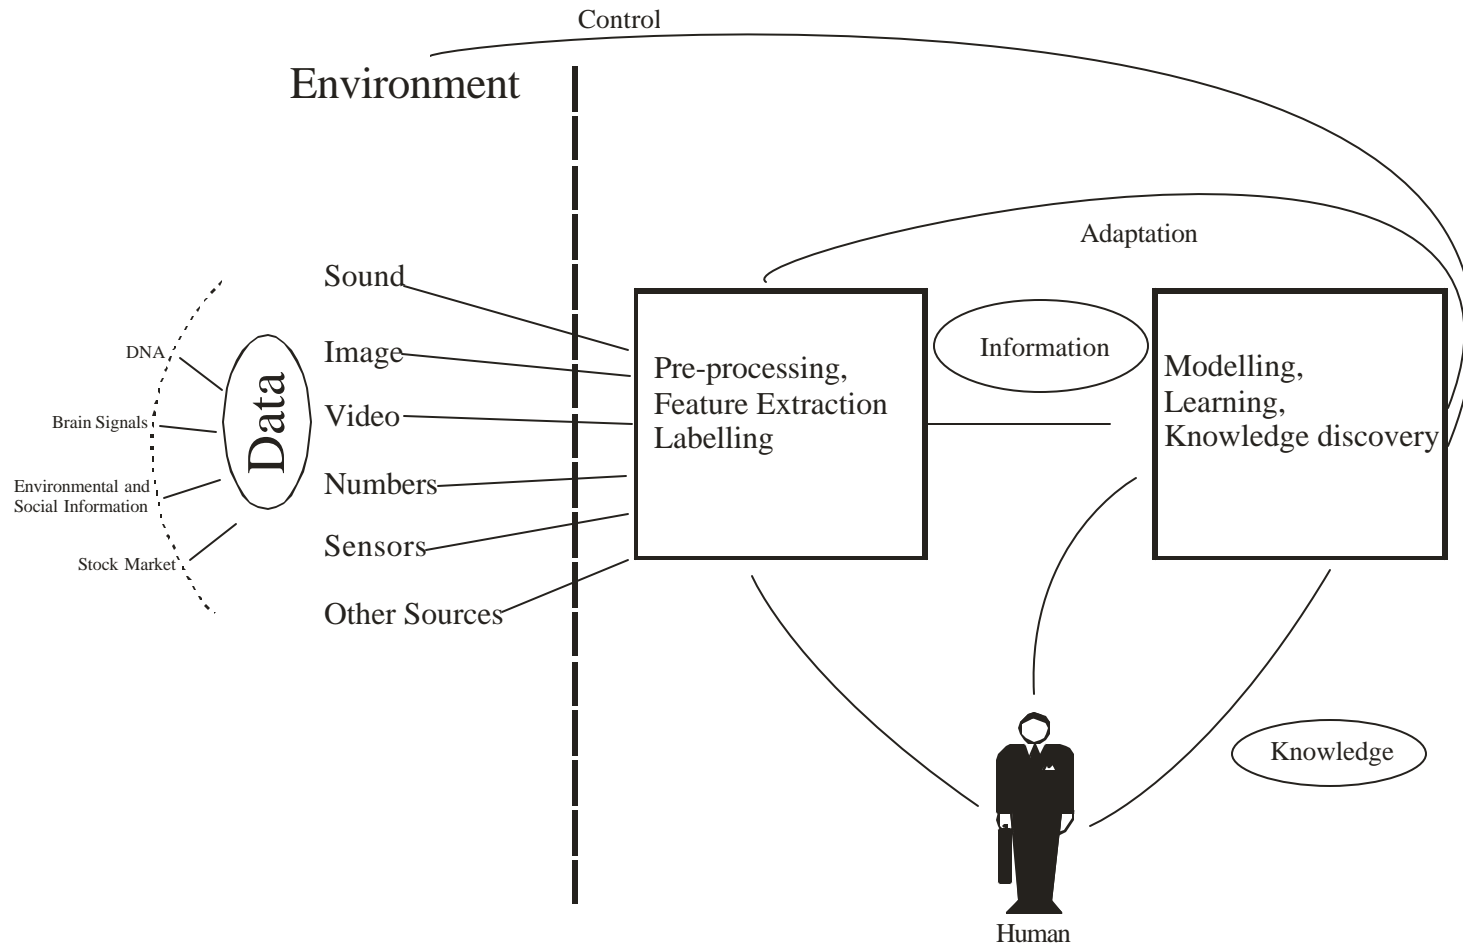 Control
Environment
Sound
Image
Video
Numbers
Sensors
Other Sources
DNA
Brain Signals
Environmental and
Social Information
Stock Market
Data
Adaptation
Pre-processing,
Feature Extraction
Labelling
Information
Modelling,
Learning,
Knowledge discovery
Knowledge
Human